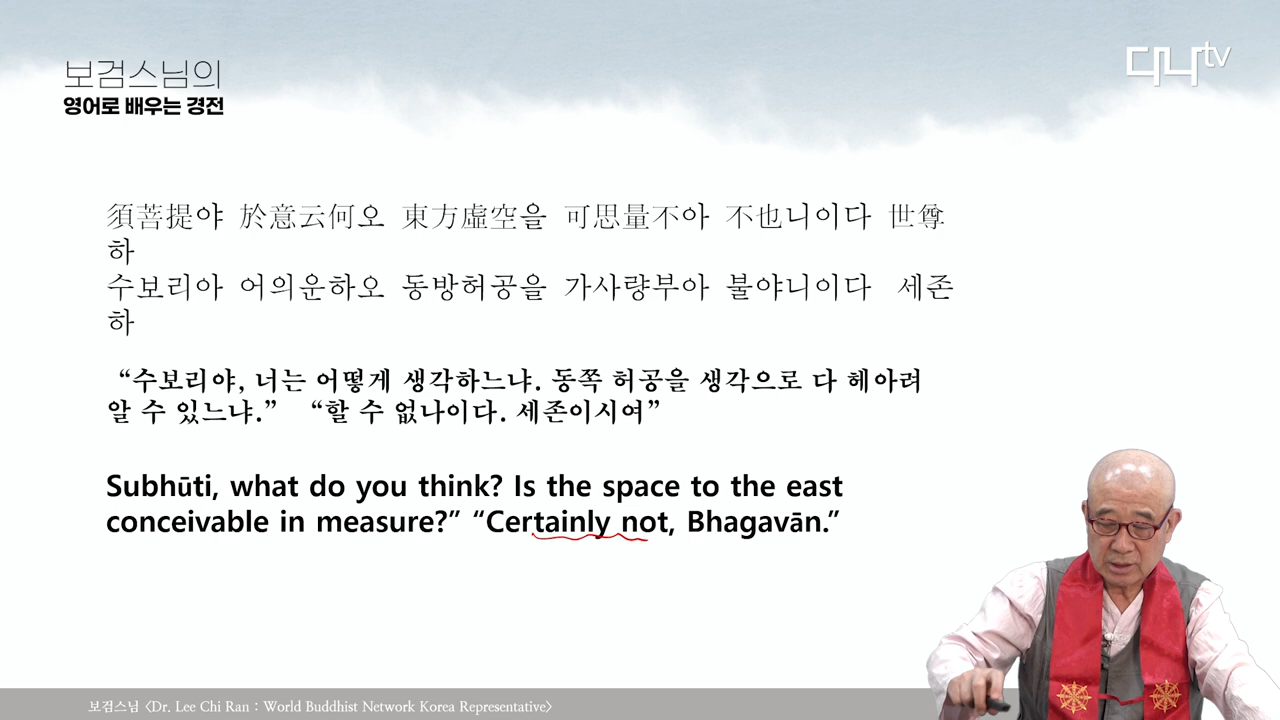 보검스님의
영어로 배우는 경전
다나tv
須菩提야 於意云何오 東方虛空을 可思量不아 不也니이다 世尊
하
수보리아 어의운하오 동방허공을 가사량부아 불야니이다 세존
하
“수보리야, 너는 어떻게 생각하느냐. 동쪽 허공을 생각으로 다 헤아려
알 수 있느냐.” “할 수 없나이다. 세존이시여”
Subhūti, what do you think? Is the space to the east
conceivable in measure?” “Certainly not, Bhagavān.”
보검스님 <Dr. Lee Chi Ran : World Buddhist Network Korea Representative>